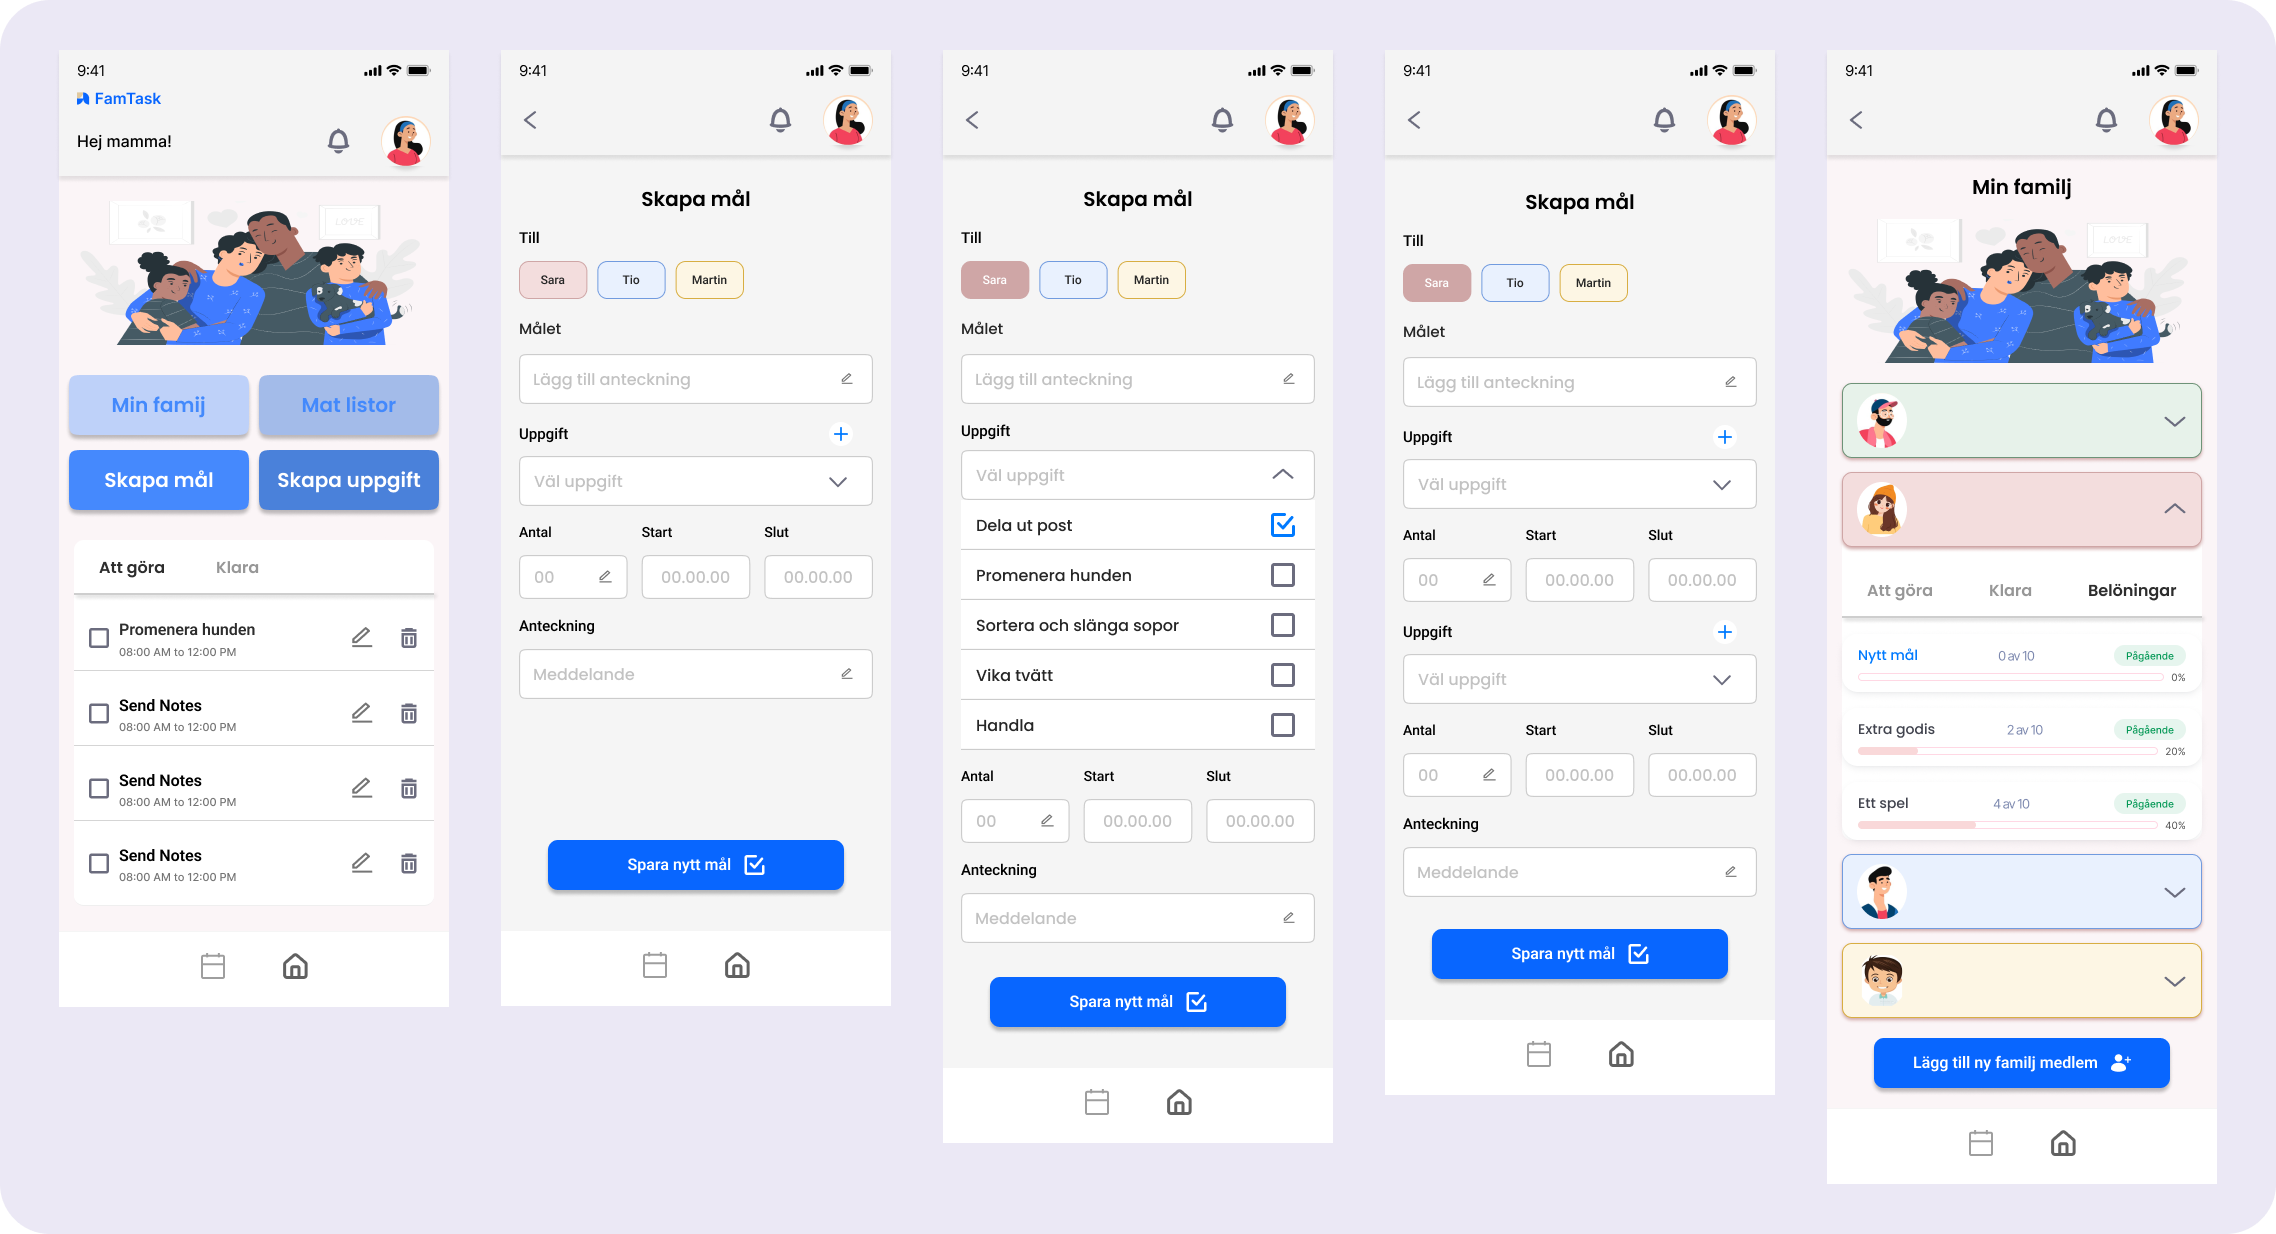 9:41
FamTask
Hej mamma!
LOVE
Min famij
Mat listor
Skapa mål
Skapa uppgift
Att göra
Klara
Promenera hunden
08:00 AM to 12:00 PM
Send Notes
08:00 AM to 12:00 PM
Send Notes
08:00 AM to 12:00 PM
Send Notes
08:00 AM to 12:00 PM
9:41
Skapa mål
Till
Sara
Tio
Martin
Målet
Lägg till anteckning
Uppgift
Väl uppgift
Antal
Start
Slut
00
00.00.00
00.00.00
Anteckning
Meddelande
Spara nytt mål
9:41
Skapa mål
Till
Sara
Tio
Martin
Målet
Lägg till anteckning
Uppgift
Väl uppgift
Dela ut post
Promenera hunden
Sortera och slänga sopor
Vika tvätt
Handla
Antal
Start
Slut
00
00.00.00
00.00.00
Anteckning
Meddelande
Spara nytt mål
9:41
Skapa mål
Till
Sara
Tio
Martin
Målet
Lägg till anteckning
Uppgift
Väl uppgift
Antal
Start
Slut
00
00.00.00
00.00.00
Uppgift
Väl uppgift
Antal
Start
Slut
00
00.00.00
00.00.00
Anteckning
Meddelande
Spara nytt mål
9:41
Min familj
LOVE
Att göra
Klara
Belöningar
Nytt mål
0 av 10
Pågående
0%
Extra godis
2 av 10
Pågående
20%
Ett spel
4 av 10
Pågående
40%
Lägg till ny familj medlem